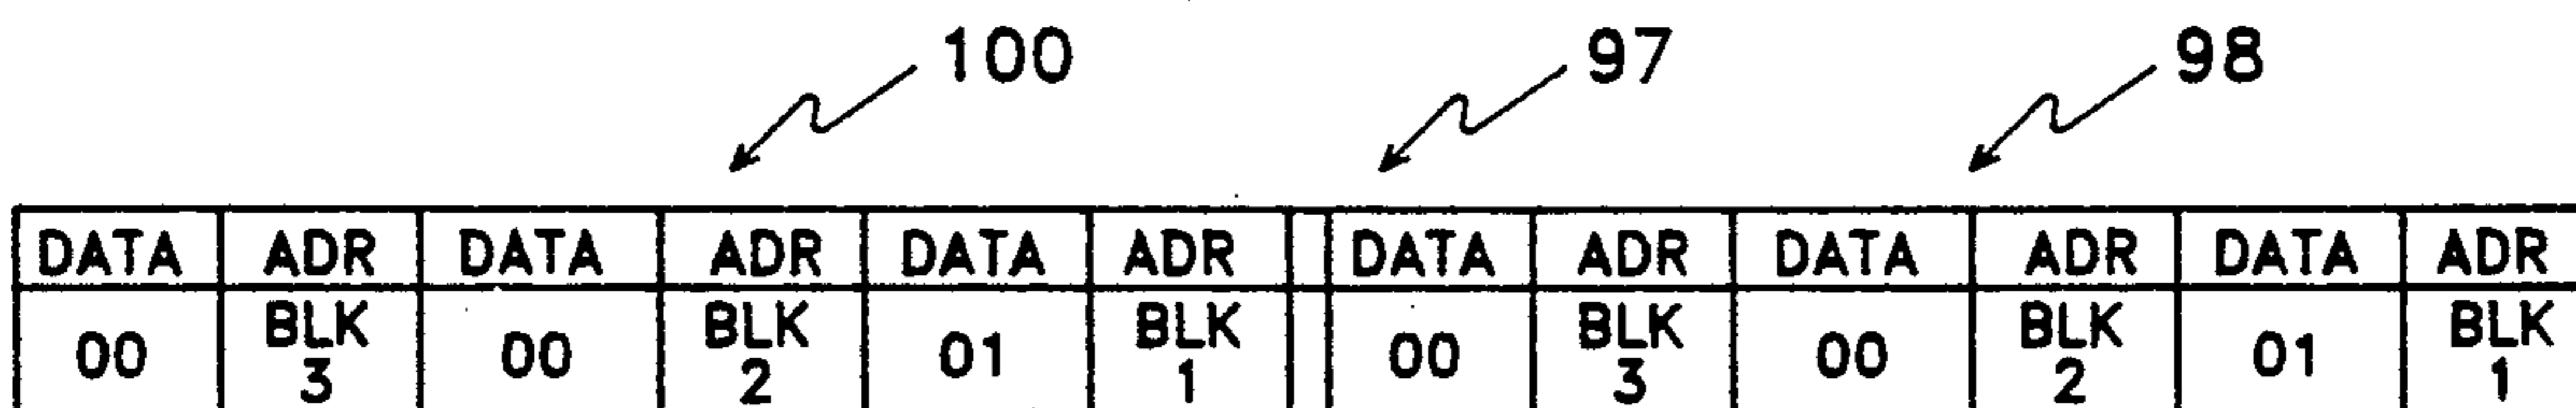 100 97 98
DATA ADR DATA ADR DATA ADR DATA ADR DATA ADR DATA ADR
00 BLK 3 00 BLK 2 01 BLK 1 00 BLK 3 00 BLK 2 01 BLK 1